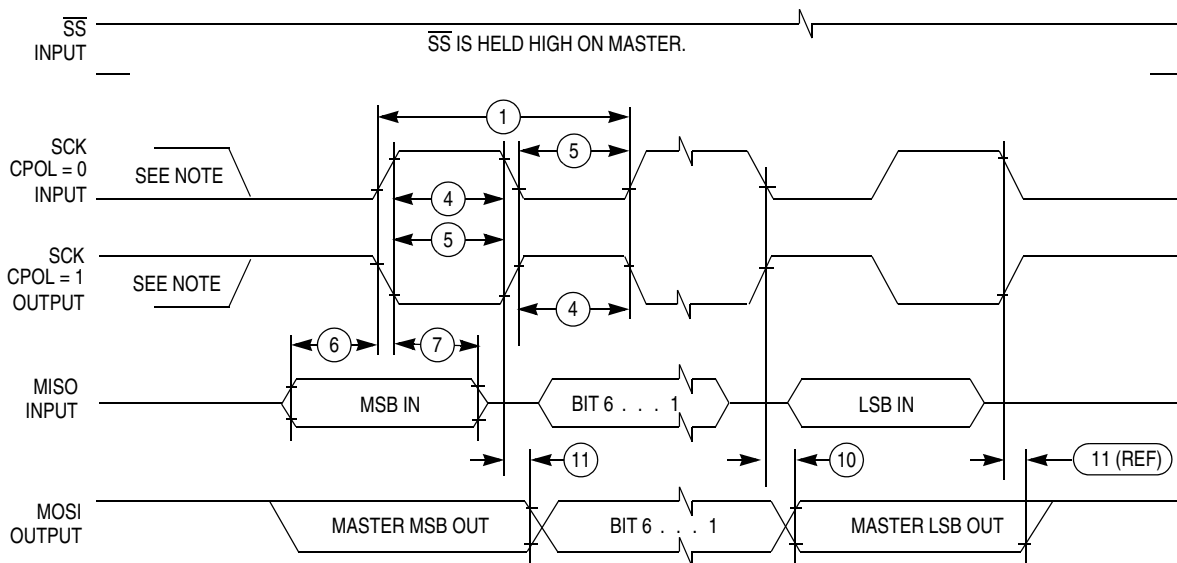 SS
INPUT
SS IS HELD HIGH ON MASTER.
1
SCK
CPOL = 0
INPUT
SEE NOTE
5
4
5
SCK
CPOL = 1
OUTPUT
SEE NOTE
4
6
7
MISO
INPUT
MSB IN
BIT 6 . . . 1
LSB IN
11
10
11 (REF)
MOSI
OUTPUT
MASTER MSB OUT
BIT 6 . . . 1
MASTER LSB OUT